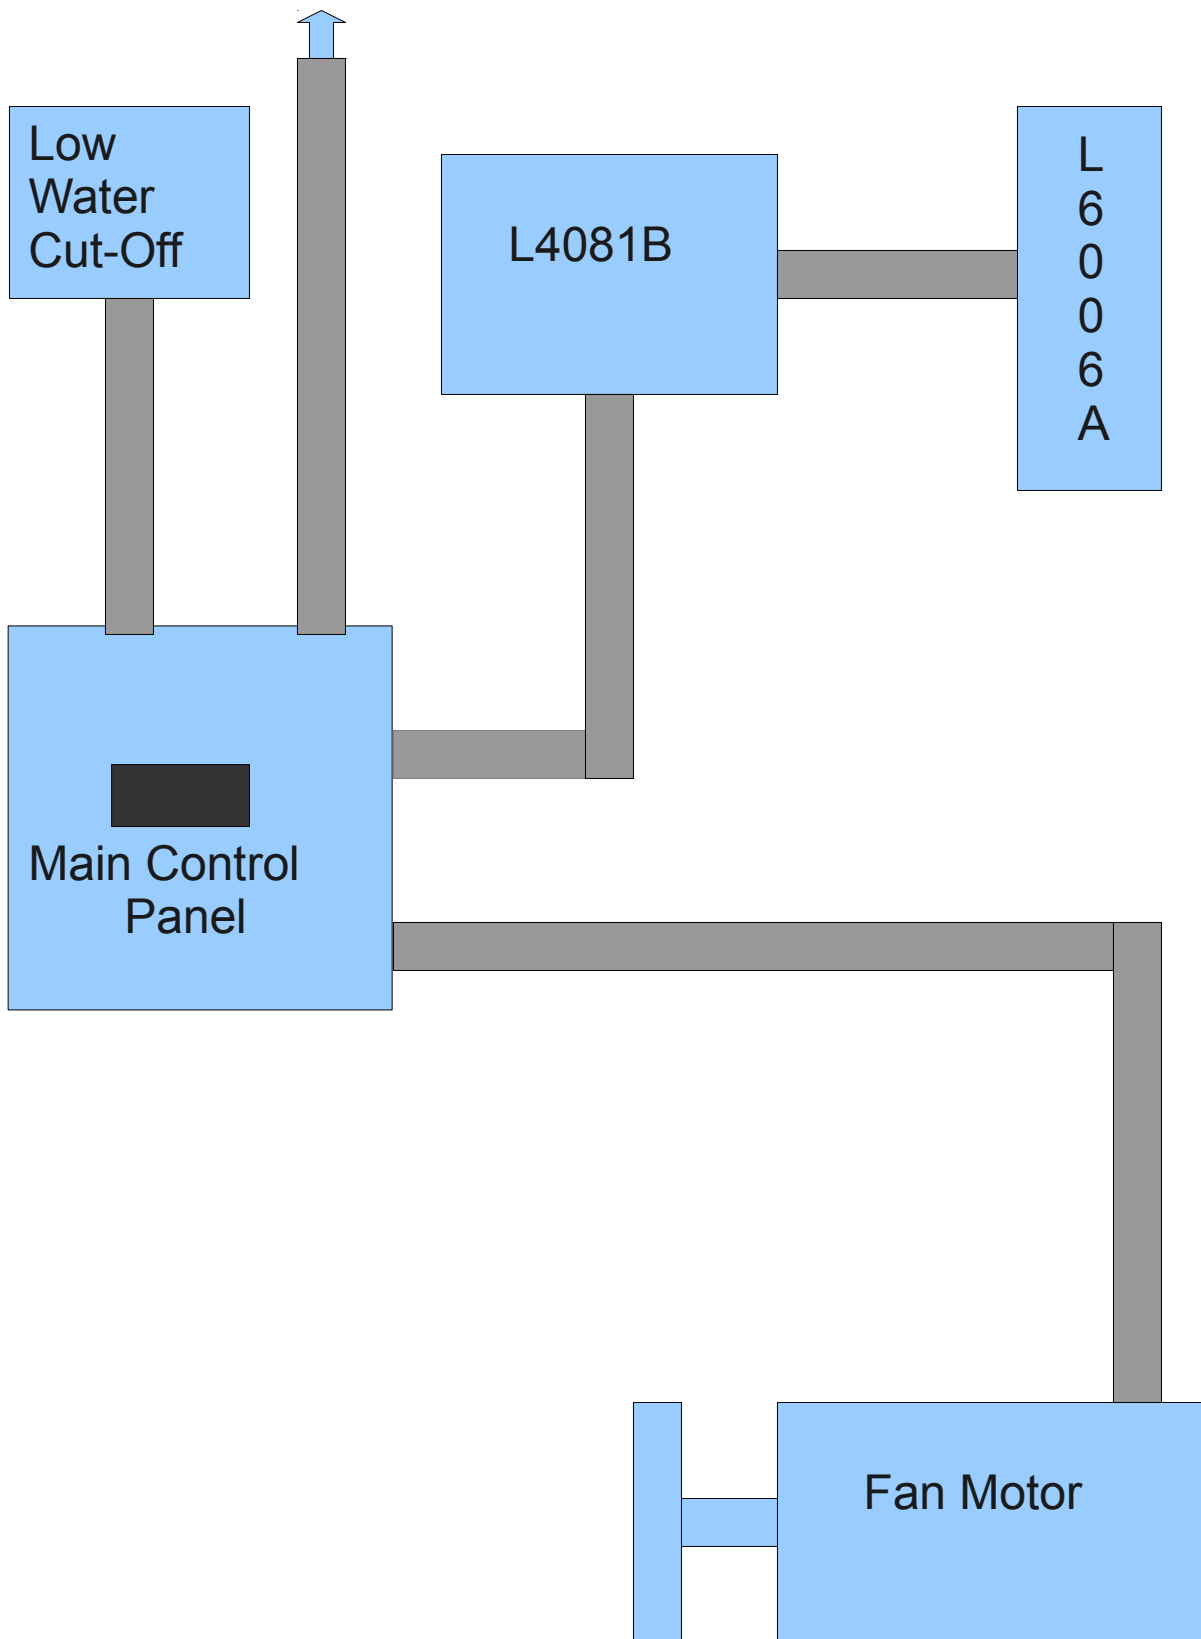 Low
Water
Cut-Off
L4081B
L
6
0
0
6
A
Main Control
Panel
Fan Motor